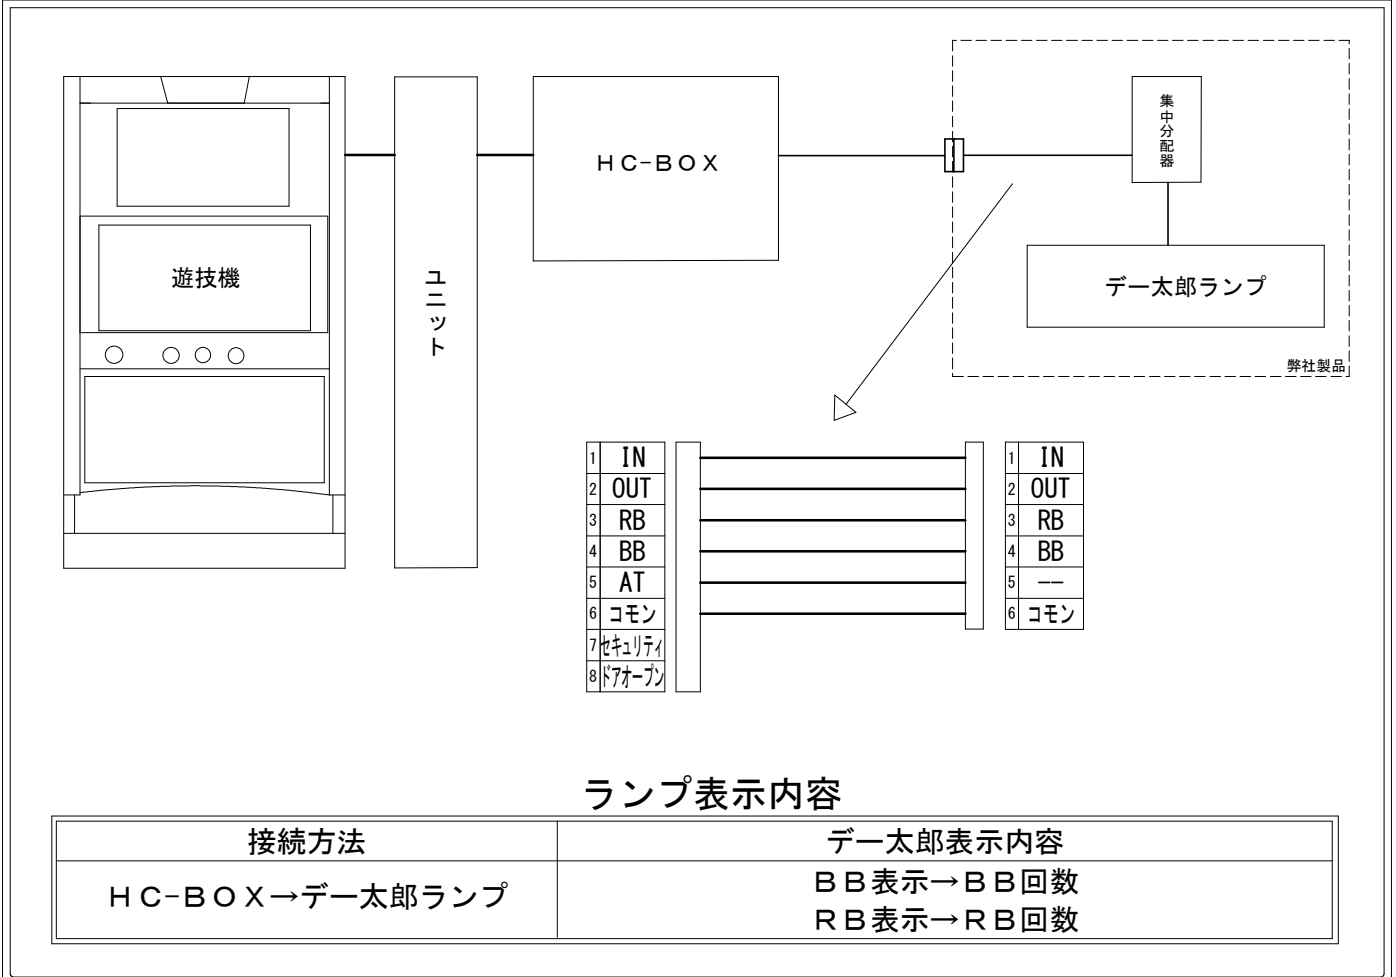 遊技機
ユニット
ＨＣ−ＢＯＸ
集中分配器
デー太郎ランプ
弊社製品
1 IN
2 OUT
3 RB
4 BB
5 AT
6 コモン
7 セキュリティ
8 ドアオープン
1 IN
2 OUT
3 RB
4 BB
5 −−
6 コモン
ランプ表示内容
接続方法 デー太郎表示内容
ＨＣ−ＢＯＸ→デー太郎ランプ
ＢＢ表示→ＢＢ回数
ＲＢ表示→ＲＢ回数